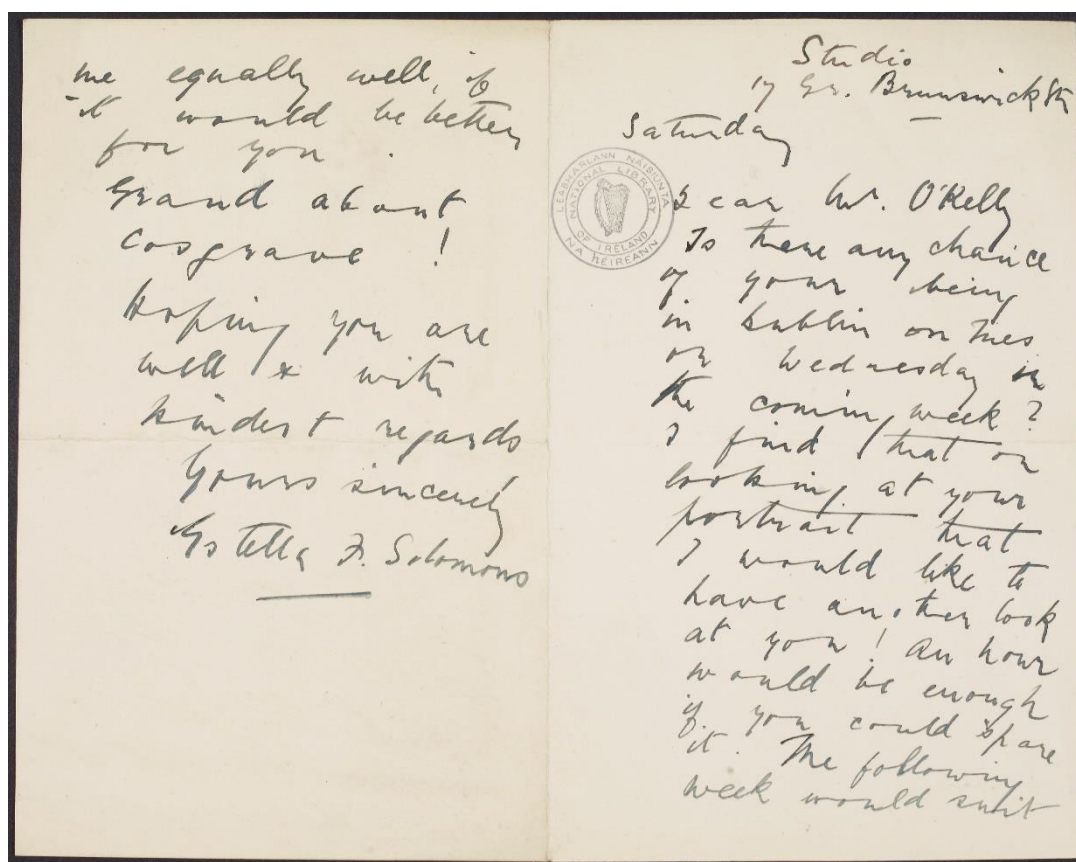 Studio
17 Gr. Brunswick St
Saturday
Dear Mr. O'Kelly
Is there any chance
of your being
in Dublin on Tues
or Wednesday in
the coming week?
I find that on
looking at your
portrait that
I would like to
have another look
at you! An hour
would be enough
if you could spare
it. The following
week would suit
me equally well, if
it would be better
for you.
Grand about
Cosgrave!
Hoping you are
well & with
kindest regards
Yours sincerely
Estella F. Solomons
LEABHARLANN NÁISIÚNTA
NA hÉIREANN
NATIONAL LIBRARY
OF IRELAND